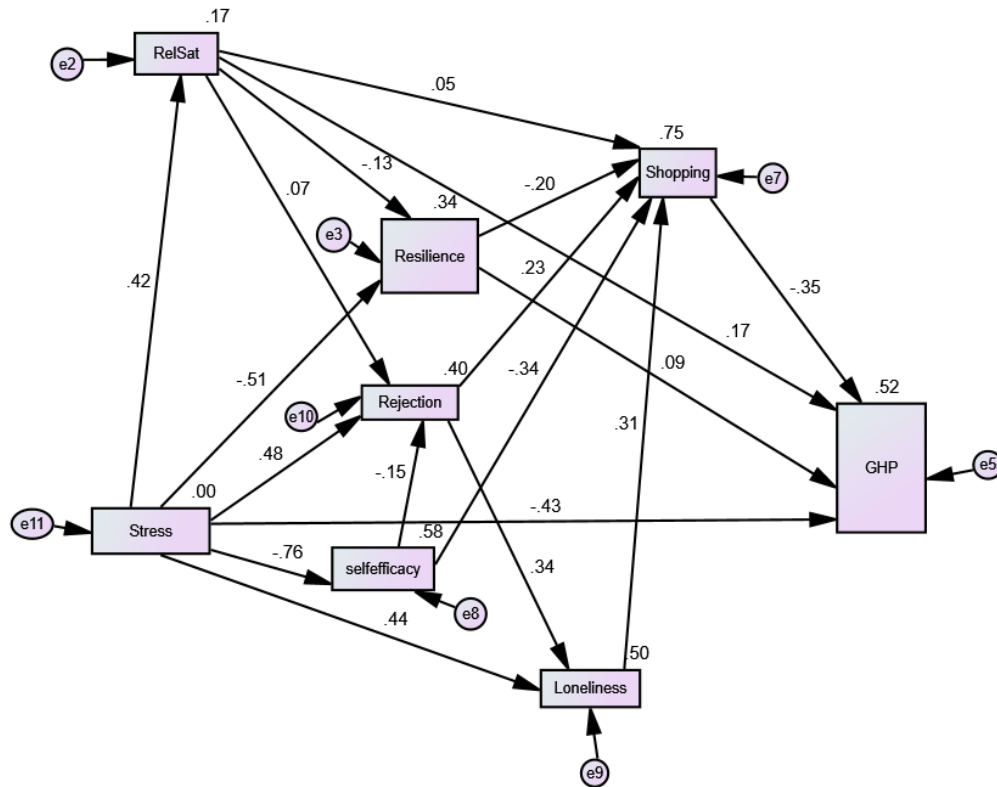 .17
e2
RelSat
.05
.75
Shopping
e7
-.13
.07
.34
-.20
e3
Resilience
.42
.23
-.35
.17
.09
-.51
.40
-.34
.52
Rejection
e10
.31
GHP
e5
.48
-.15
.00
-.43
e11
Stress
.58
-.76
selfefficacy
.34
e8
.44
.50
Loneliness
e9